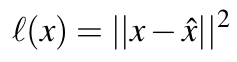 ℓ(x) = ||x − x̂||²